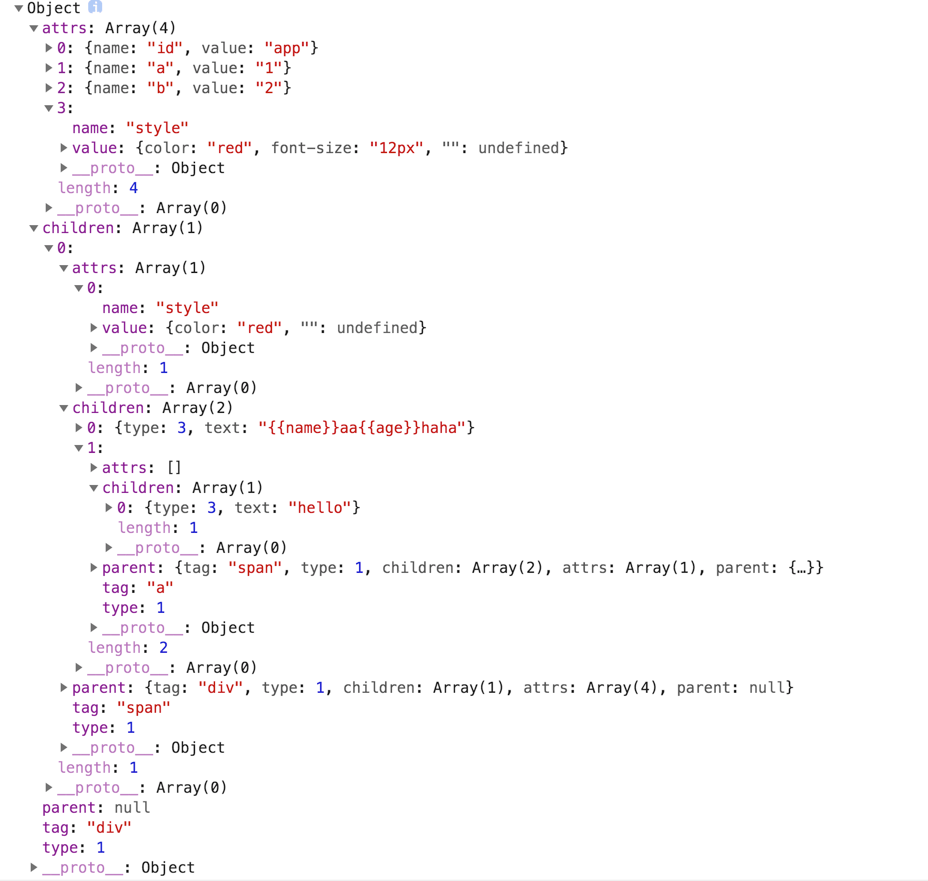 Object i
attrs: Array(4)
0: {name: "id", value: "app"}
1: {name: "a", value: "1"}
2: {name: "b", value: "2"}
3:
name: "style"
value: {color: "red", font-size: "12px", "": undefined}
__proto__: Object
length: 4
__proto__: Array(0)
children: Array(1)
0:
attrs: Array(1)
0:
name: "style"
value: {color: "red", "": undefined}
__proto__: Object
length: 1
__proto__: Array(0)
children: Array(2)
0: {type: 3, text: "{{name}}aa{{age}}haha"}
1:
attrs: []
children: Array(1)
0: {type: 3, text: "hello"}
length: 1
__proto__: Array(0)
parent: {tag: "span", type: 1, children: Array(2), attrs: Array(1), parent: {…}}
tag: "a"
type: 1
__proto__: Object
length: 2
__proto__: Array(0)
parent: {tag: "div", type: 1, children: Array(1), attrs: Array(4), parent: null}
tag: "span"
type: 1
__proto__: Object
length: 1
__proto__: Array(0)
parent: null
tag: "div"
type: 1
__proto__: Object